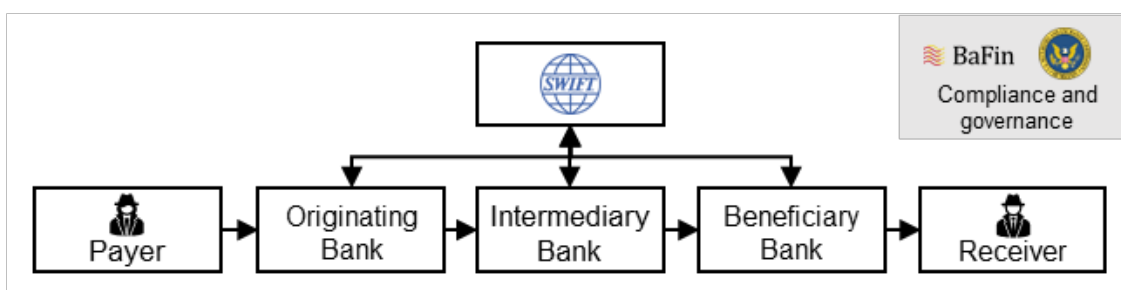 SWIFT
BaFin
Compliance and
governance
Payer
Originating
Bank
Intermediary
Bank
Beneficiary
Bank
Receiver